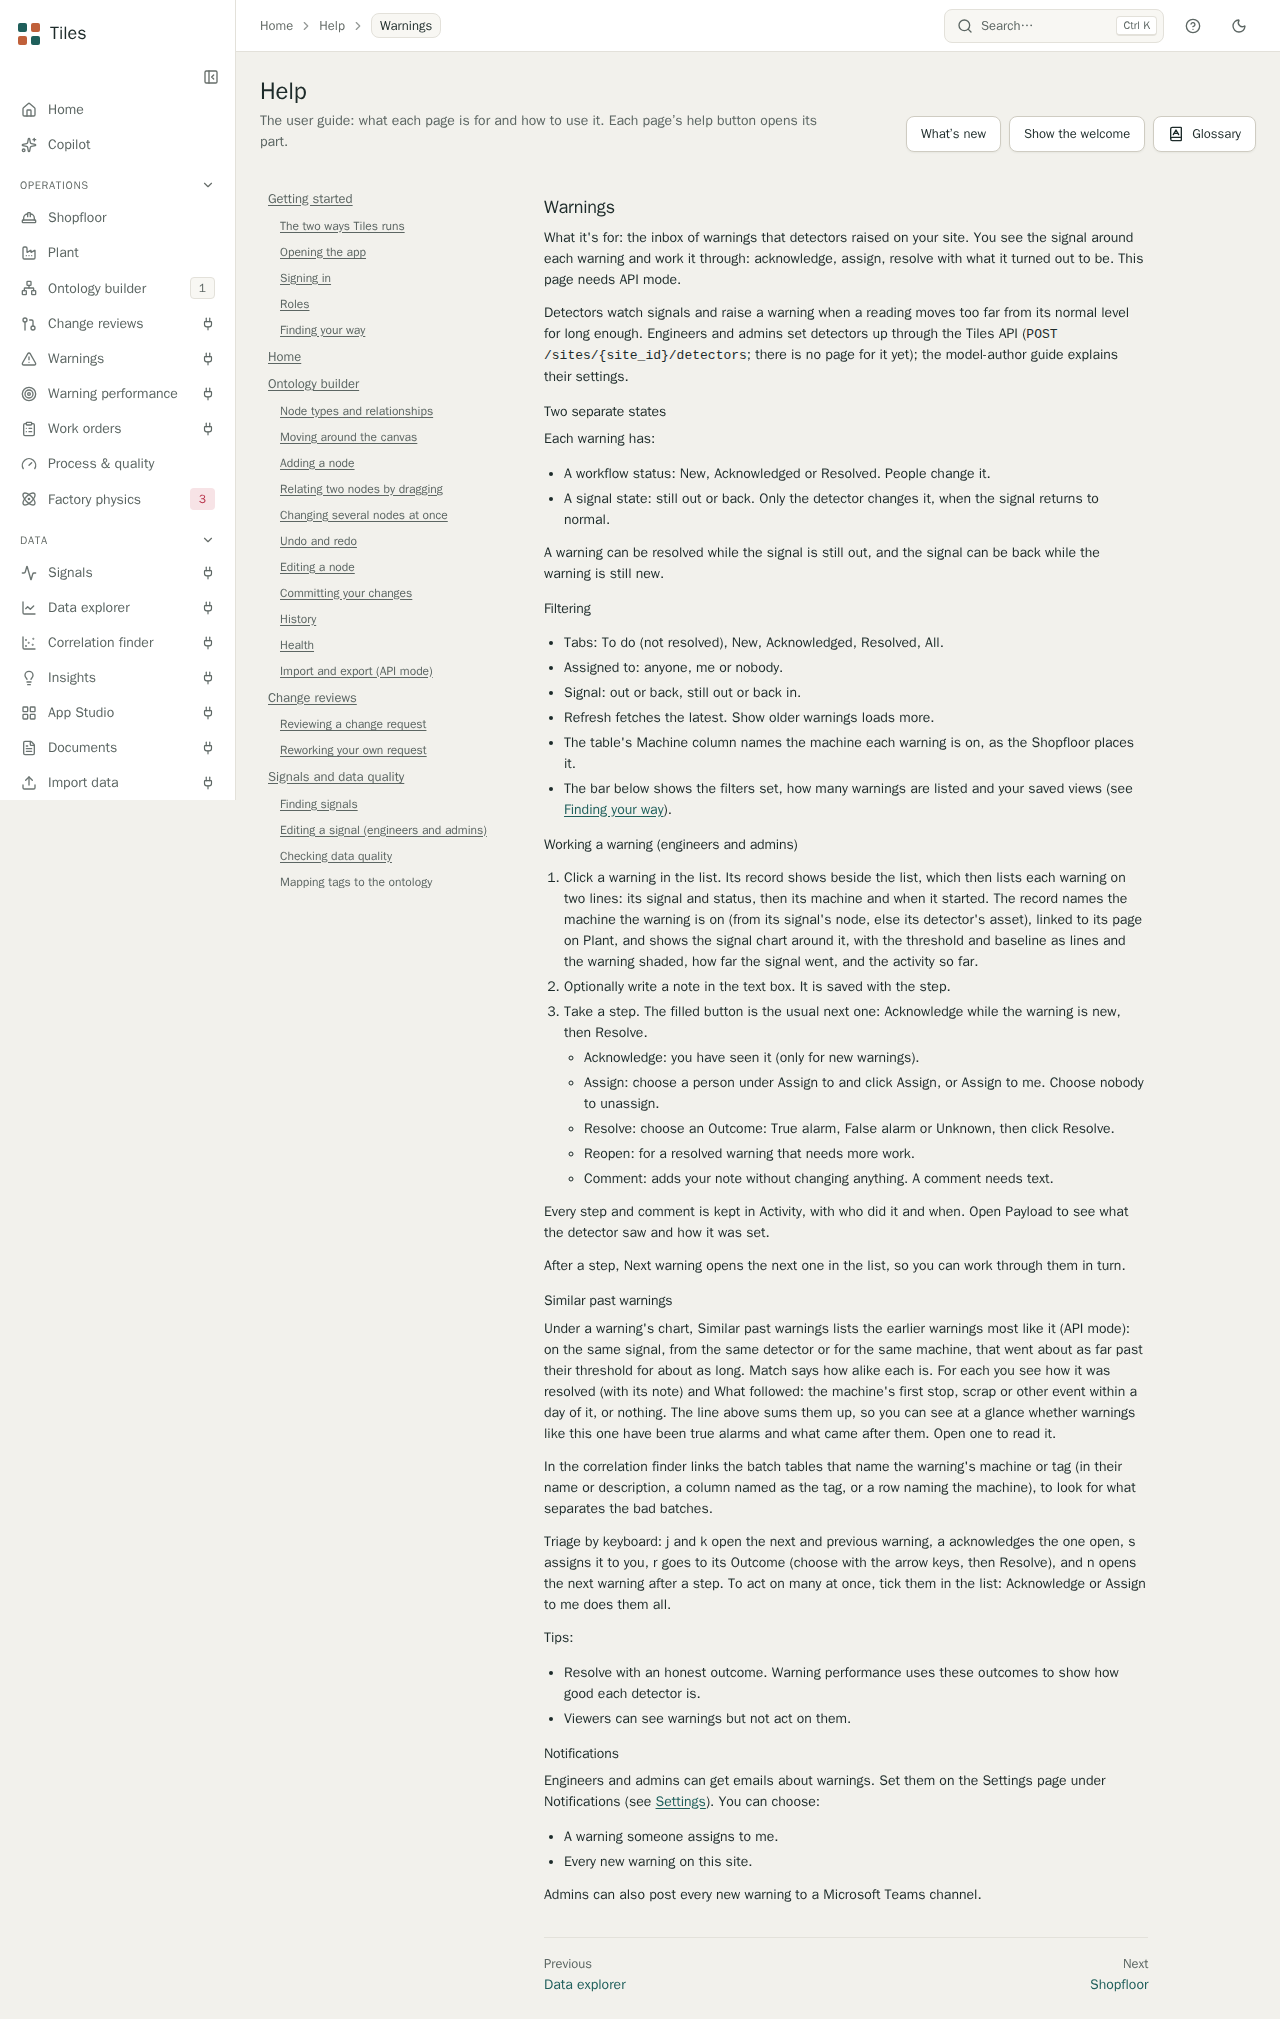 Tiles
Home
Copilot
OPERATIONS
Shopfloor
Plant
Ontology builder 1
Change reviews
Warnings
Warning performance
Work orders
Process & quality
Factory physics 3
DATA
Signals
Data explorer
Correlation finder
Insights
App Studio
Documents
Import data
Home > Help > Warnings
Search… Ctrl K
Help
The user guide: what each page is for and how to use it. Each page's help button opens its
part.
What's new
Show the welcome
Glossary
Getting started
The two ways Tiles runs
Opening the app
Signing in
Roles
Finding your way
Home
Ontology builder
Node types and relationships
Moving around the canvas
Adding a node
Relating two nodes by dragging
Changing several nodes at once
Undo and redo
Editing a node
Committing your changes
History
Health
Import and export (API mode)
Change reviews
Reviewing a change request
Reworking your own request
Signals and data quality
Finding signals
Editing a signal (engineers and admins)
Checking data quality
Mapping tags to the ontology
Warnings
What it's for: the inbox of warnings that detectors raised on your site. You see the signal around
each warning and work it through: acknowledge, assign, resolve with what it turned out to be. This
page needs API mode.
Detectors watch signals and raise a warning when a reading moves too far from its normal level
for long enough. Engineers and admins set detectors up through the Tiles API (POST
/sites/{site_id}/detectors; there is no page for it yet); the model-author guide explains
their settings.
Two separate states
Each warning has:
• A workflow status: New, Acknowledged or Resolved. People change it.
• A signal state: still out or back. Only the detector changes it, when the signal returns to
normal.
A warning can be resolved while the signal is still out, and the signal can be back while the
warning is still new.
Filtering
• Tabs: To do (not resolved), New, Acknowledged, Resolved, All.
• Assigned to: anyone, me or nobody.
• Signal: out or back, still out or back in.
• Refresh fetches the latest. Show older warnings loads more.
• The table's Machine column names the machine each warning is on, as the Shopfloor places
it.
• The bar below shows the filters set, how many warnings are listed and your saved views (see
Finding your way).
Working a warning (engineers and admins)
1. Click a warning in the list. Its record shows beside the list, which then lists each warning on
two lines: its signal and status, then its machine and when it started. The record names the
machine the warning is on (from its signal's node, else its detector's asset), linked to its page
on Plant, and shows the signal chart around it, with the threshold and baseline as lines and
the warning shaded, how far the signal went, and the activity so far.
2. Optionally write a note in the text box. It is saved with the step.
3. Take a step. The filled button is the usual next one: Acknowledge while the warning is new,
then Resolve.
◦ Acknowledge: you have seen it (only for new warnings).
◦ Assign: choose a person under Assign to and click Assign, or Assign to me. Choose nobody
to unassign.
◦ Resolve: choose an Outcome: True alarm, False alarm or Unknown, then click Resolve.
◦ Reopen: for a resolved warning that needs more work.
◦ Comment: adds your note without changing anything. A comment needs text.
Every step and comment is kept in Activity, with who did it and when. Open Payload to see what
the detector saw and how it was set.
After a step, Next warning opens the next one in the list, so you can work through them in turn.
Similar past warnings
Under a warning's chart, Similar past warnings lists the earlier warnings most like it (API mode):
on the same signal, from the same detector or for the same machine, that went about as far past
their threshold for about as long. Match says how alike each is. For each you see how it was
resolved (with its note) and What followed: the machine's first stop, scrap or other event within a
day of it, or nothing. The line above sums them up, so you can see at a glance whether warnings
like this one have been true alarms and what came after them. Open one to read it.
In the correlation finder links the batch tables that name the warning's machine or tag (in their
name or description, a column named as the tag, or a row naming the machine), to look for what
separates the bad batches.
Triage by keyboard: j and k open the next and previous warning, a acknowledges the one open, s
assigns it to you, r goes to its Outcome (choose with the arrow keys, then Resolve), and n opens
the next warning after a step. To act on many at once, tick them in the list: Acknowledge or Assign
to me does them all.
Tips:
• Resolve with an honest outcome. Warning performance uses these outcomes to show how
good each detector is.
• Viewers can see warnings but not act on them.
Notifications
Engineers and admins can get emails about warnings. Set them on the Settings page under
Notifications (see Settings). You can choose:
• A warning someone assigns to me.
• Every new warning on this site.
Admins can also post every new warning to a Microsoft Teams channel.
Previous
Data explorer
Next
Shopfloor